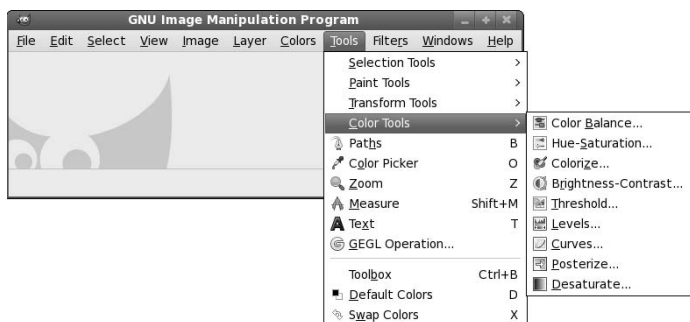 GNU Image Manipulation Program
File Edit Select View Image Layer Colors Tools Filters Windows Help
Selection Tools
Paint Tools
Transform Tools
Color Tools
Paths B
Color Picker O
Zoom Z
Measure Shift+M
Text T
GEGL Operation...
Toolbox Ctrl+B
Default Colors D
Swap Colors X
Color Balance...
Hue-Saturation...
Colorize...
Brightness-Contrast...
Threshold...
Levels...
Curves...
Posterize...
Desaturate...